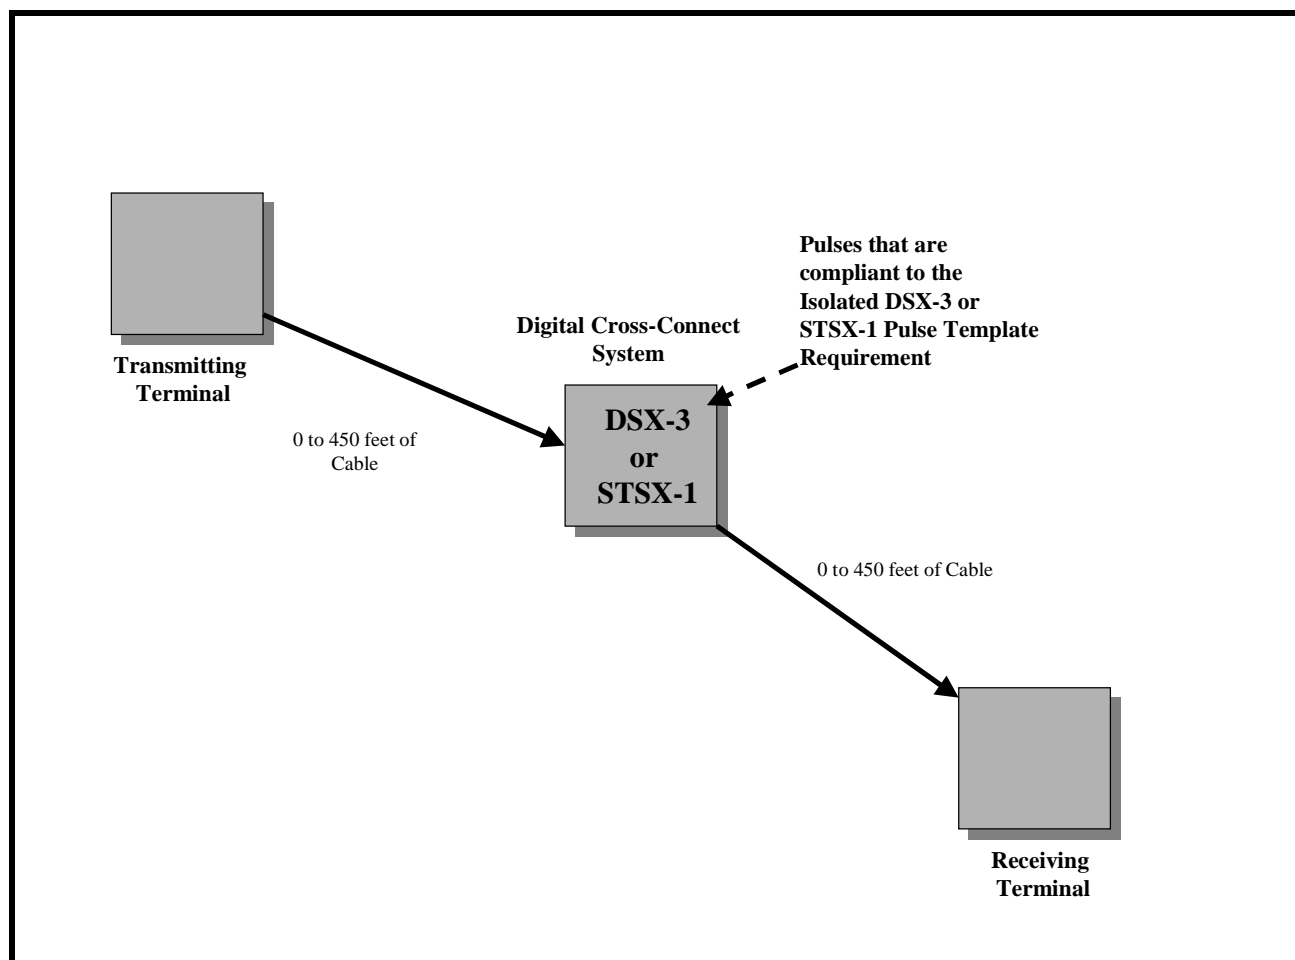 Pulses that are
compliant to the
Isolated DSX-3 or
STSX-1 Pulse Template
Requirement
Digital Cross-Connect
System
Transmitting
Terminal
DSX-3
or
STSX-1
0 to 450 feet of
Cable
0 to 450 feet of Cable
Receiving
Terminal